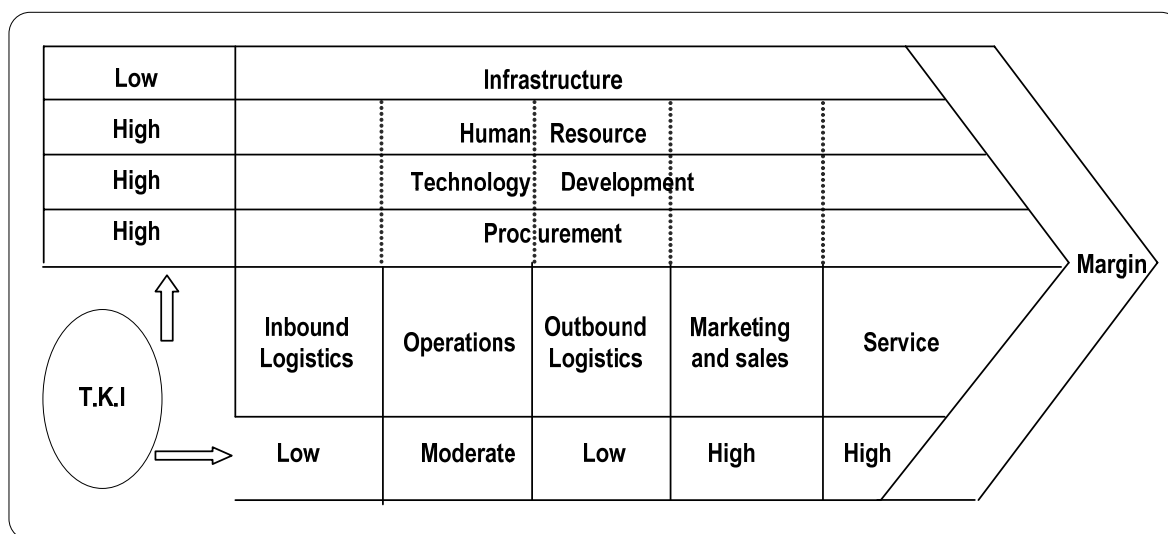 Low Infrastructure
High Human Resource
High Technology Development
High Procurement
Margin
Inbound
Logistics
Operations
Outbound
Logistics
Marketing
and sales
Service
T.K.I
Low Moderate Low High High